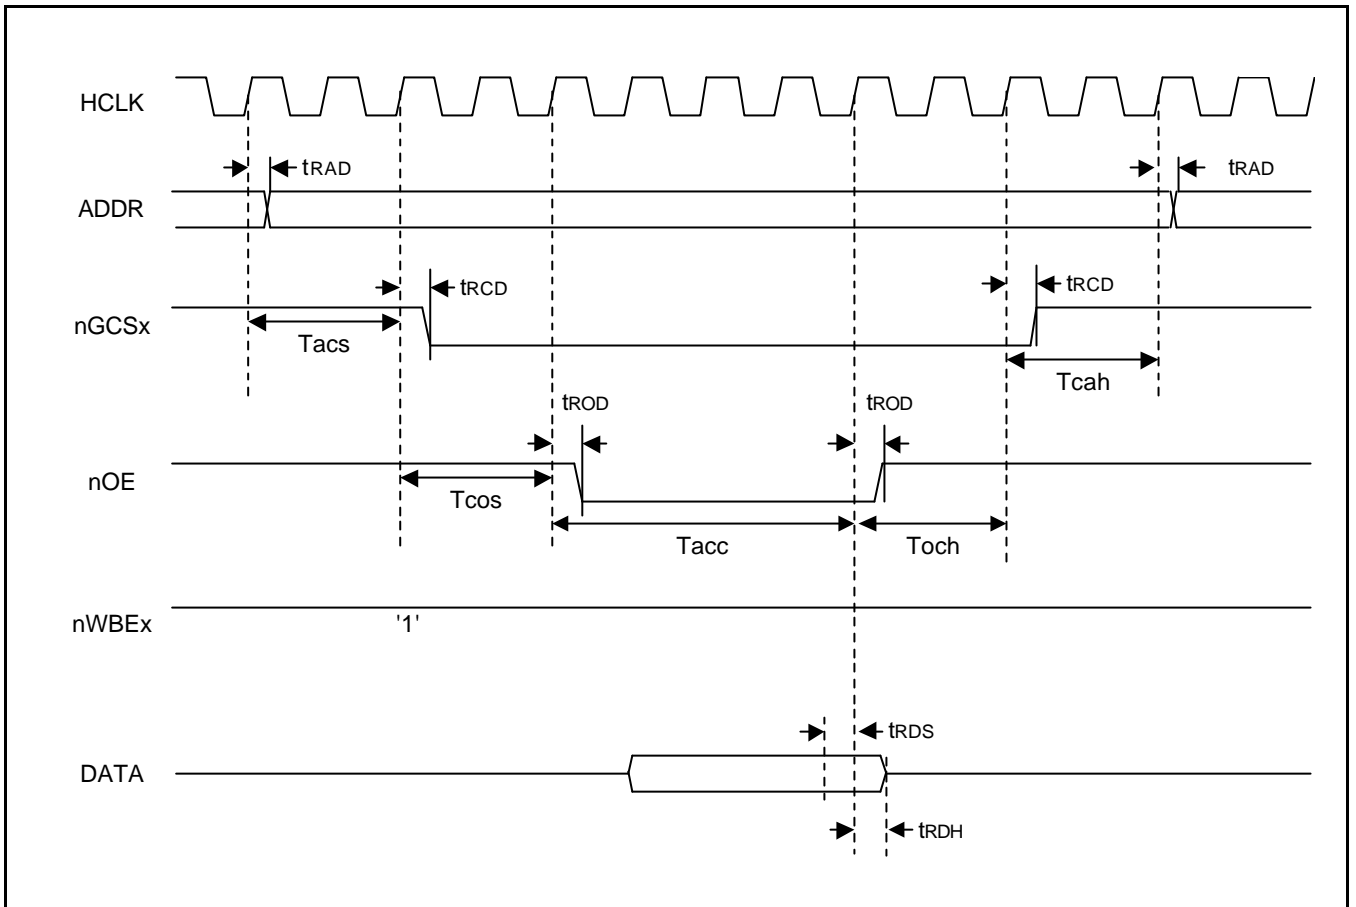 HCLK
tRAD
tRAD
ADDR
tRCD
tRCD
nGCSx
Tacs
Tcah
tROD
tROD
nOE
Tcos
Tacc
Toch
nWBEx
'1'
tRDS
DATA
tRDH